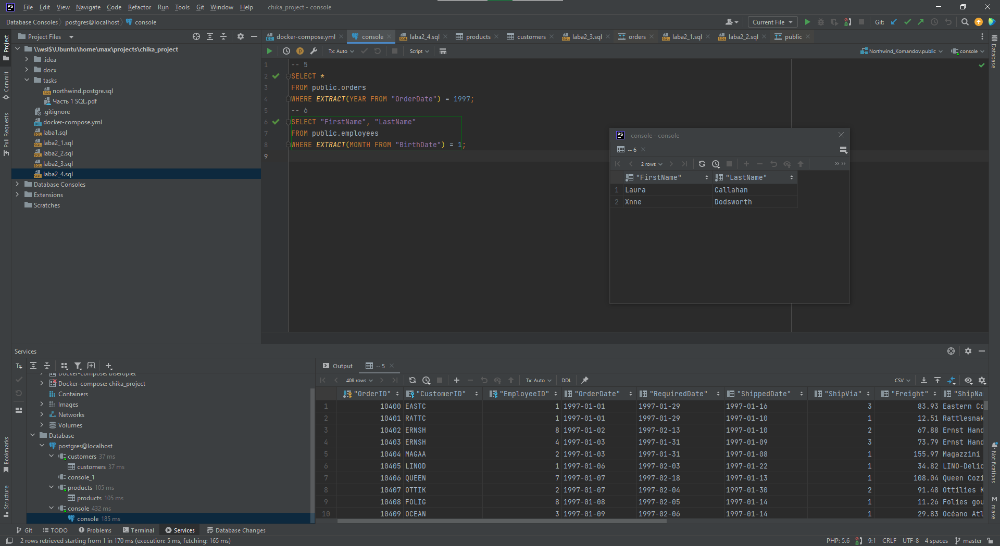 PS File Edit View Navigate Code Refactor Run Tools Git Window Help chika_project - console
Database Consoles postgres@localhost console Current File Git:
Project Files docker-compose.yml console laba2_4.sql products customers laba2_3.sql orders laba2_1.sql laba2_2.sql public
Tx: Auto Script Northwind_Komandov.public console
Project
Commit
Pull Requests
Bookmarks
Structure
\\wsl$\Ubuntu\home\max\projects\chika_project
.idea
docx
tasks
northwind.postgre.sql
Часть 1 SQL.pdf
.gitignore
docker-compose.yml
laba1.sql
laba2_1.sql
laba2_2.sql
laba2_3.sql
laba2_4.sql
Database Consoles
Extensions
Scratches
1 -- 5
2 SELECT *
3 FROM public.orders
4 WHERE EXTRACT(YEAR FROM "OrderDate") = 1997;
5 -- 6
6 SELECT "FirstName", "LastName"
7 FROM public.employees
8 WHERE EXTRACT(MONTH FROM "BirthDate") = 1;
9
PS console - console
-- 6
2 rows
"FirstName" "LastName"
1 Laura Callahan
2 Xnne Dodsworth
Database
Notifications
make
Services
Tx
Docker-compose: biseroplet
Docker-compose: chika_project
Containers
Images
Networks
Volumes
Database
postgres@localhost
customers 37 ms
customers 37 ms
console_1
products 105 ms
products 105 ms
console 432 ms
console 185 ms
Output -- 5
408 rows Tx: Auto DDL CSV
"OrderID" "CustomerID" "EmployeeID" "OrderDate" "RequiredDate" "ShippedDate" "ShipVia" "Freight" "ShipNa
1 10400 EASTC 1 1997-01-01 1997-01-29 1997-01-16 3 83.93 Eastern Co
2 10401 RATTC 1 1997-01-01 1997-01-29 1997-01-10 1 12.51 Rattlesnak
3 10402 ERNSH 8 1997-01-02 1997-02-13 1997-01-10 2 67.88 Ernst Hand
4 10403 ERNSH 4 1997-01-03 1997-01-31 1997-01-09 3 73.79 Ernst Hand
5 10404 MAGAA 2 1997-01-03 1997-01-31 1997-01-08 1 155.97 Magazzini
6 10405 LINOD 1 1997-01-06 1997-02-03 1997-01-22 1 34.82 LINO-Delic
7 10406 QUEEN 7 1997-01-07 1997-02-18 1997-01-13 1 108.04 Queen Cozi
8 10407 OTTIK 2 1997-01-07 1997-02-04 1997-01-30 2 91.48 Ottilies K
9 10408 FOLIG 8 1997-01-08 1997-02-05 1997-01-14 1 11.26 Folies gou
10 10409 OCEAN 3 1997-01-09 1997-02-06 1997-01-14 1 29.83 Océano Atl
Git TODO Problems Terminal Services Database Changes
2 rows retrieved starting from 1 in 170 ms (execution: 5 ms, fetching: 165 ms) PHP: 5.6 9:1 CRLF UTF-8 4 spaces master